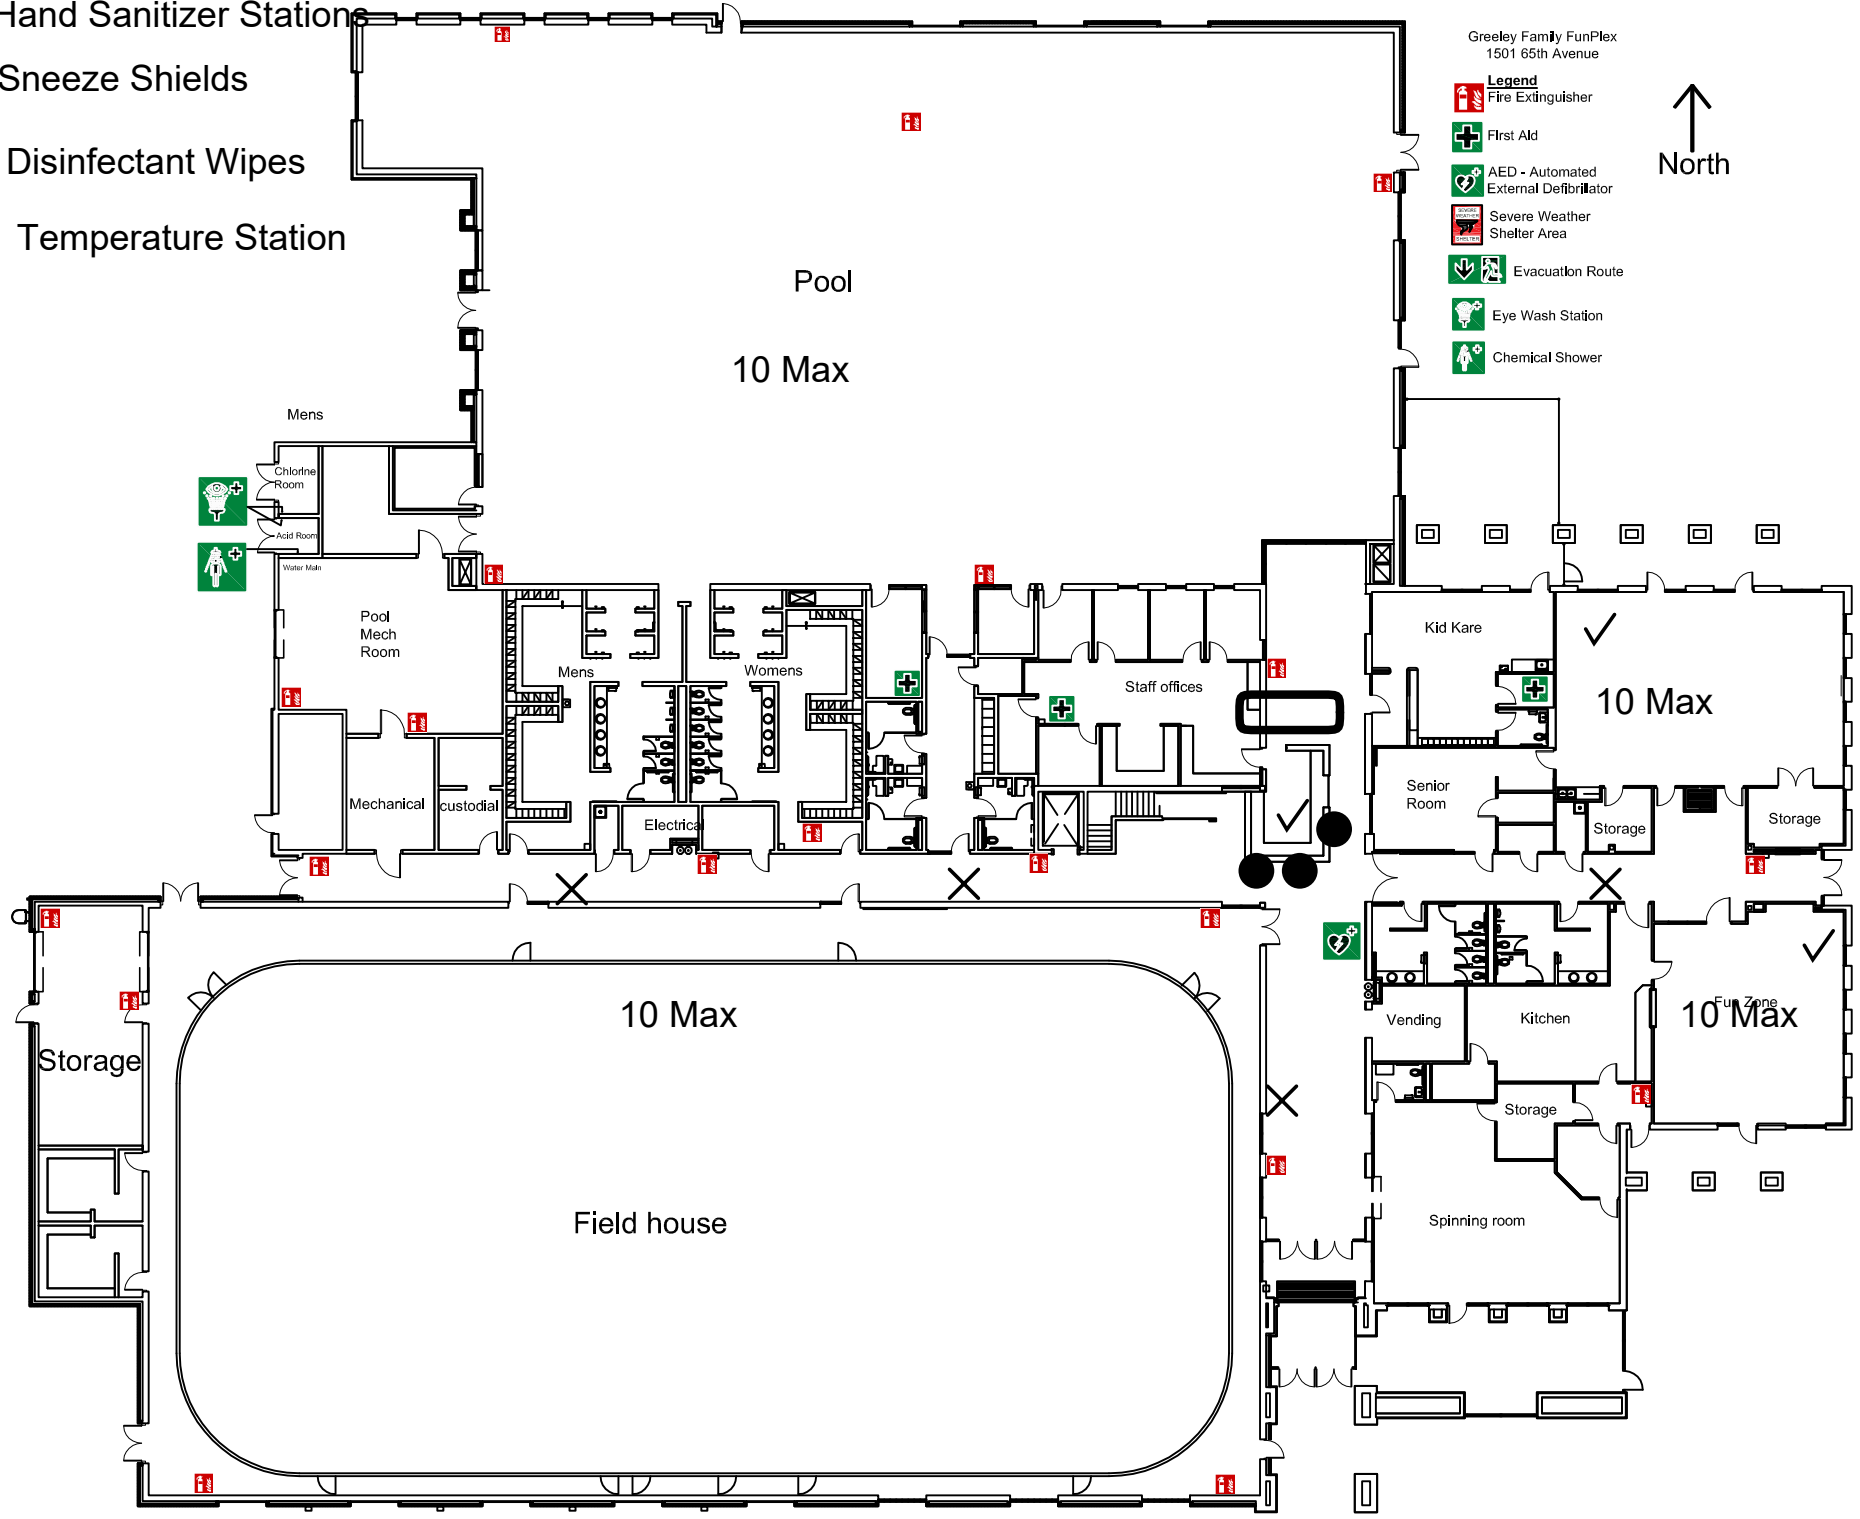 Hand Sanitizer Stations
Sneeze Shields
Disinfectant Wipes
Temperature Station
Greeley Family FunPlex
1501 65th Avenue
Legend
Fire Extinguisher
First Aid
AED - Automated
External Defibrillator
SEVERE
WEATHER
SHELTER
Severe Weather
Shelter Area
Evacuation Route
Eye Wash Station
Chemical Shower
North
Pool
10 Max
Mens
Chlorine
Room
Acid Room
Water Main
Pool
Mech
Room
Mens
Womens
Staff offices
Kid Kare
10 Max
Senior
Room
Mechanical
custodial
Electrical
Storage
Storage
10 Max
Vending
Kitchen
Fun Zone
10 Max
Storage
Storage
Field house
Spinning room